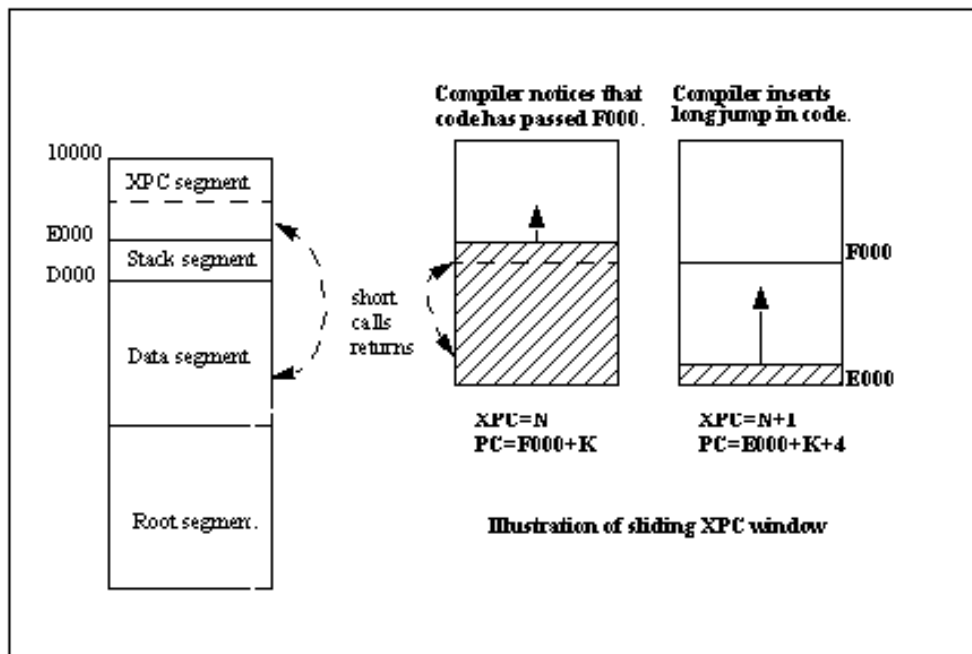 Compiler notices that
code has passed F000.
Compiler inserts
long jump in code.
10000
XPC segment
E000
Stack segment
D000
short
calls
returns
Data segment
Root segment.
F000
E000
XPC=N
PC=F000+K
XPC=N+1
PC=E000+K+4
Illustration of sliding XPC window